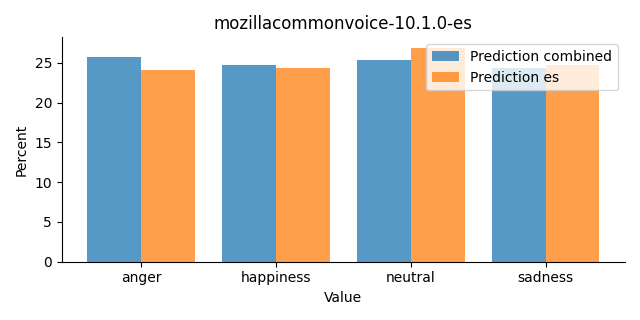 mozillacommonvoice-10.1.0-es
Prediction combined
Prediction es
Percent
25
20
15
10
5
0
anger happiness neutral sadness
Value